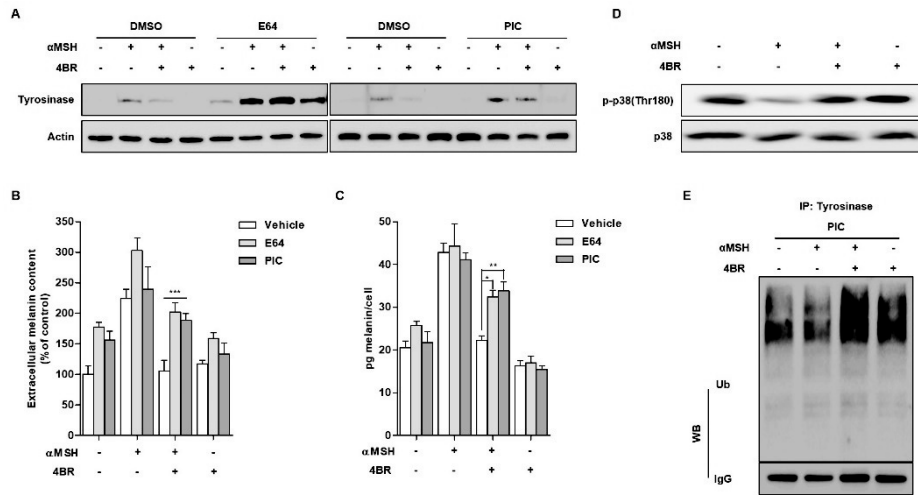 A
DMSO E64 DMSO PIC
αMSH - + + - - + + - - + + - - + + -
4BR - - + + - - + + - - + + - - + +
Tyrosinase
Actin
D
αMSH - + + -
4BR - - + +
p-p38(Thr180)
p38
B
Extracellular melanin content
(% of control)
350
300
250
200
150
100
50
0
***
Vehicle
E64
PIC
αMSH - + + -
4BR - - + +
C
pg melanin/cell
50
40
30
20
10
0
**
*
Vehicle
E64
PIC
αMSH - + + -
4BR - - + +
E
IP: Tyrosinase
PIC
αMSH - + + -
4BR - - + +
Ub
WB
IgG